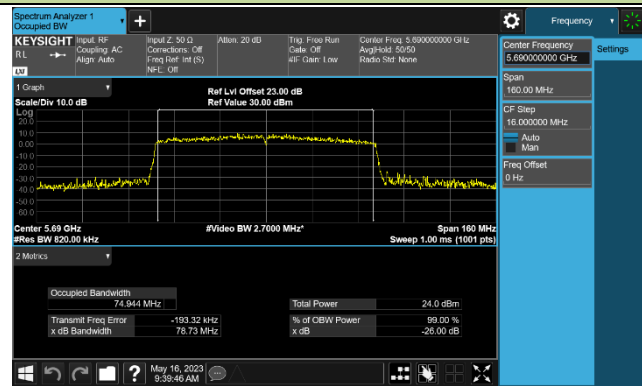 Spectrum Analyzer 1
Occupied BW
Frequency
KEYSIGHT
RL
Input: RF
Coupling: AC
Align: Auto
Input Z: 50 Ω
Corrections: Off
Freq Ref: Int (S)
NFE: Off
Atten: 20 dB
Trig: Free Run
Gate: Off
#IF Gain: Low
Center Freq: 5.690000000 GHz
Avg|Hold: 50/50
Radio Std: None
LXI
Center Frequency
5.690000000 GHz
Settings
Span
160.00 MHz
CF Step
16.000000 MHz
Auto
Man
Freq Offset
0 Hz
1 Graph
Scale/Div 10.0 dB
Ref Lvl Offset 23.00 dB
Ref Value 30.00 dBm
Log
20.0
10.0
0.00
-10.0
-20.0
-30.0
-40.0
-50.0
-60.0
Center 5.69 GHz
#Res BW 820.00 kHz
#Video BW 2.7000 MHz*
Span 160 MHz
Sweep 1.00 ms (1001 pts)
2 Metrics
Occupied Bandwidth
74.944 MHz
Total Power 24.0 dBm
Transmit Freq Error -193.32 kHz
% of OBW Power 99.00 %
x dB Bandwidth 78.73 MHz
x dB -26.00 dB
May 16, 2023
9:39:46 AM